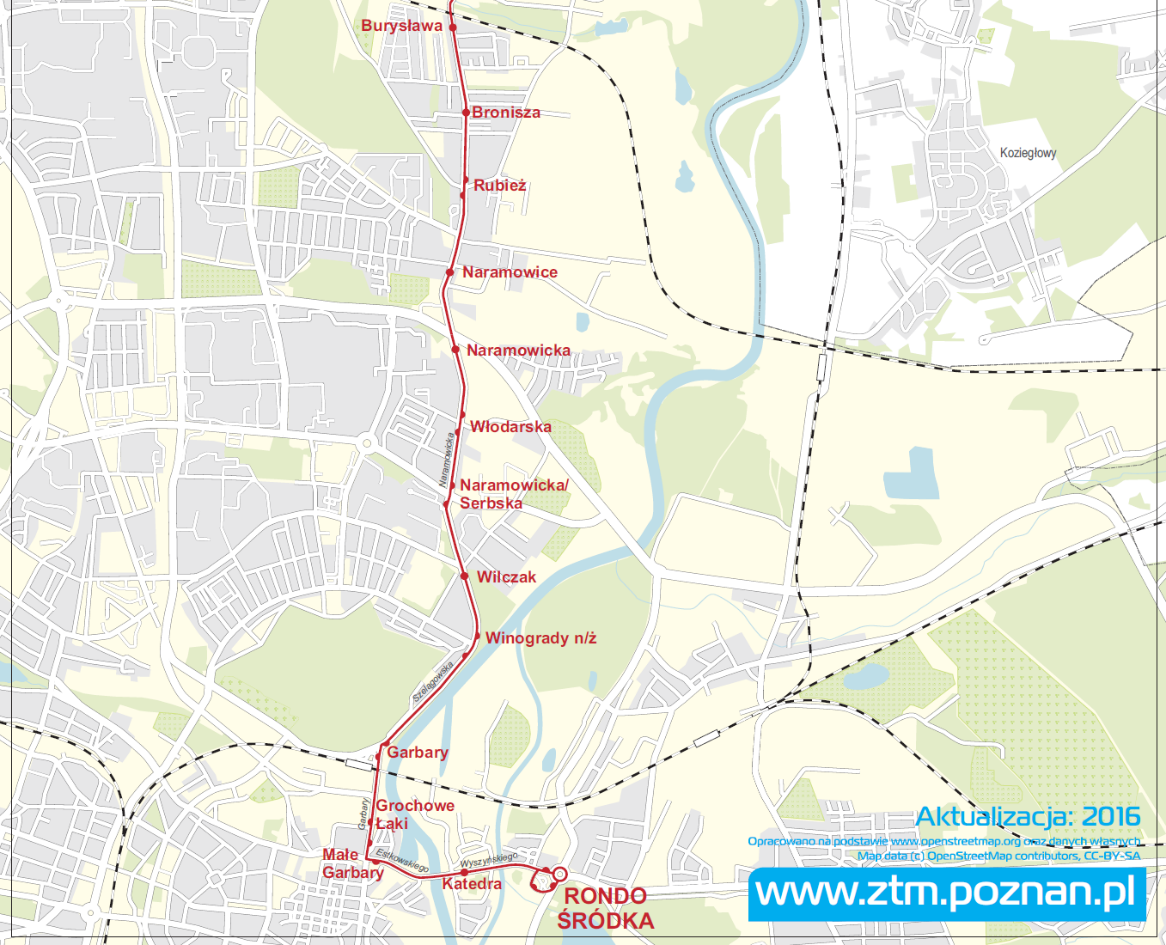 Burysława
Bronisza
Koziegłowy
Rubież
Naramowice
Naramowicka
Włodarska
Naramowicka
Naramowicka/
Serbska
Wilczak
Winogrady n/ż
Szelągowska
Garbary
Garbary
Grochowe
Łąki
Małe
Garbary
Estkowskiego
Wyszyńskiego
Katedra
RONDO
ŚRÓDKA
Aktualizacja: 2016
Opracowano na podstawie www.openstreetmap.org oraz danych własnych
Map data (c) OpenStreetMap contributors, CC-BY-SA
www.ztm.poznan.pl